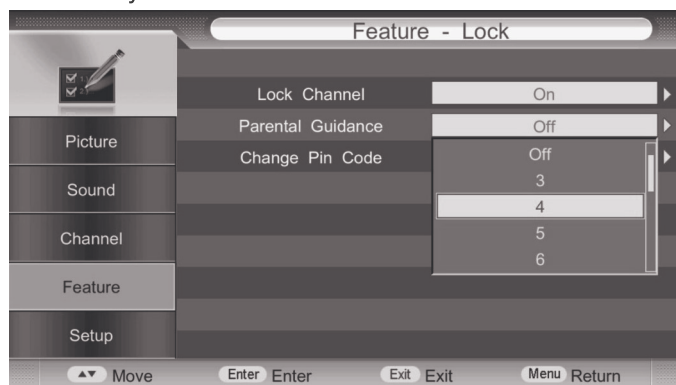 Feature - Lock
Lock Channel On
Parental Guidance Off
Change Pin Code
Off
3
4
5
6
Picture
Sound
Channel
Feature
Setup
Move Enter Enter Exit Exit Menu Return